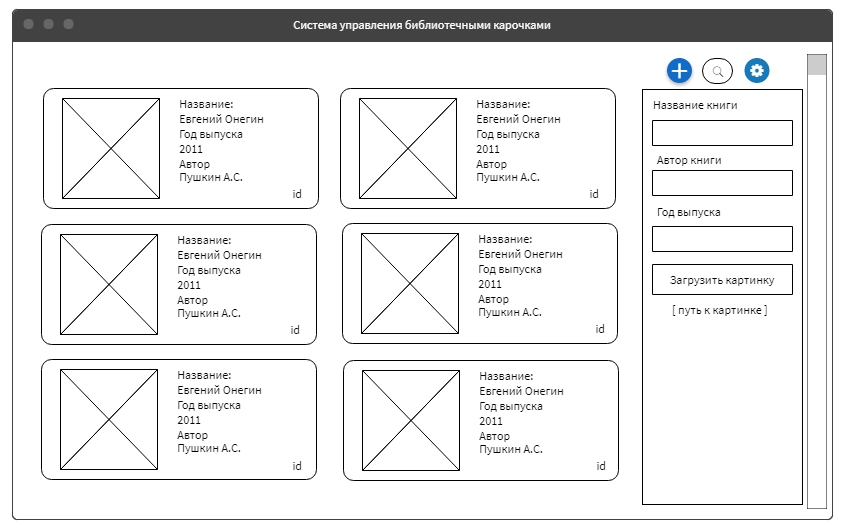 Система управления библиотечными карочками
Название:
Евгений Онегин
Год выпуска
2011
Автор
Пушкин А.С.
id
Название:
Евгений Онегин
Год выпуска
2011
Автор
Пушкин А.С.
id
Название:
Евгений Онегин
Год выпуска
2011
Автор
Пушкин А.С.
id
Название:
Евгений Онегин
Год выпуска
2011
Автор
Пушкин А.С.
id
Название:
Евгений Онегин
Год выпуска
2011
Автор
Пушкин А.С.
id
Название:
Евгений Онегин
Год выпуска
2011
Автор
Пушкин А.С.
id
Название книги
Автор книги
Год выпуска
Загрузить картинку
[ путь к картинке ]